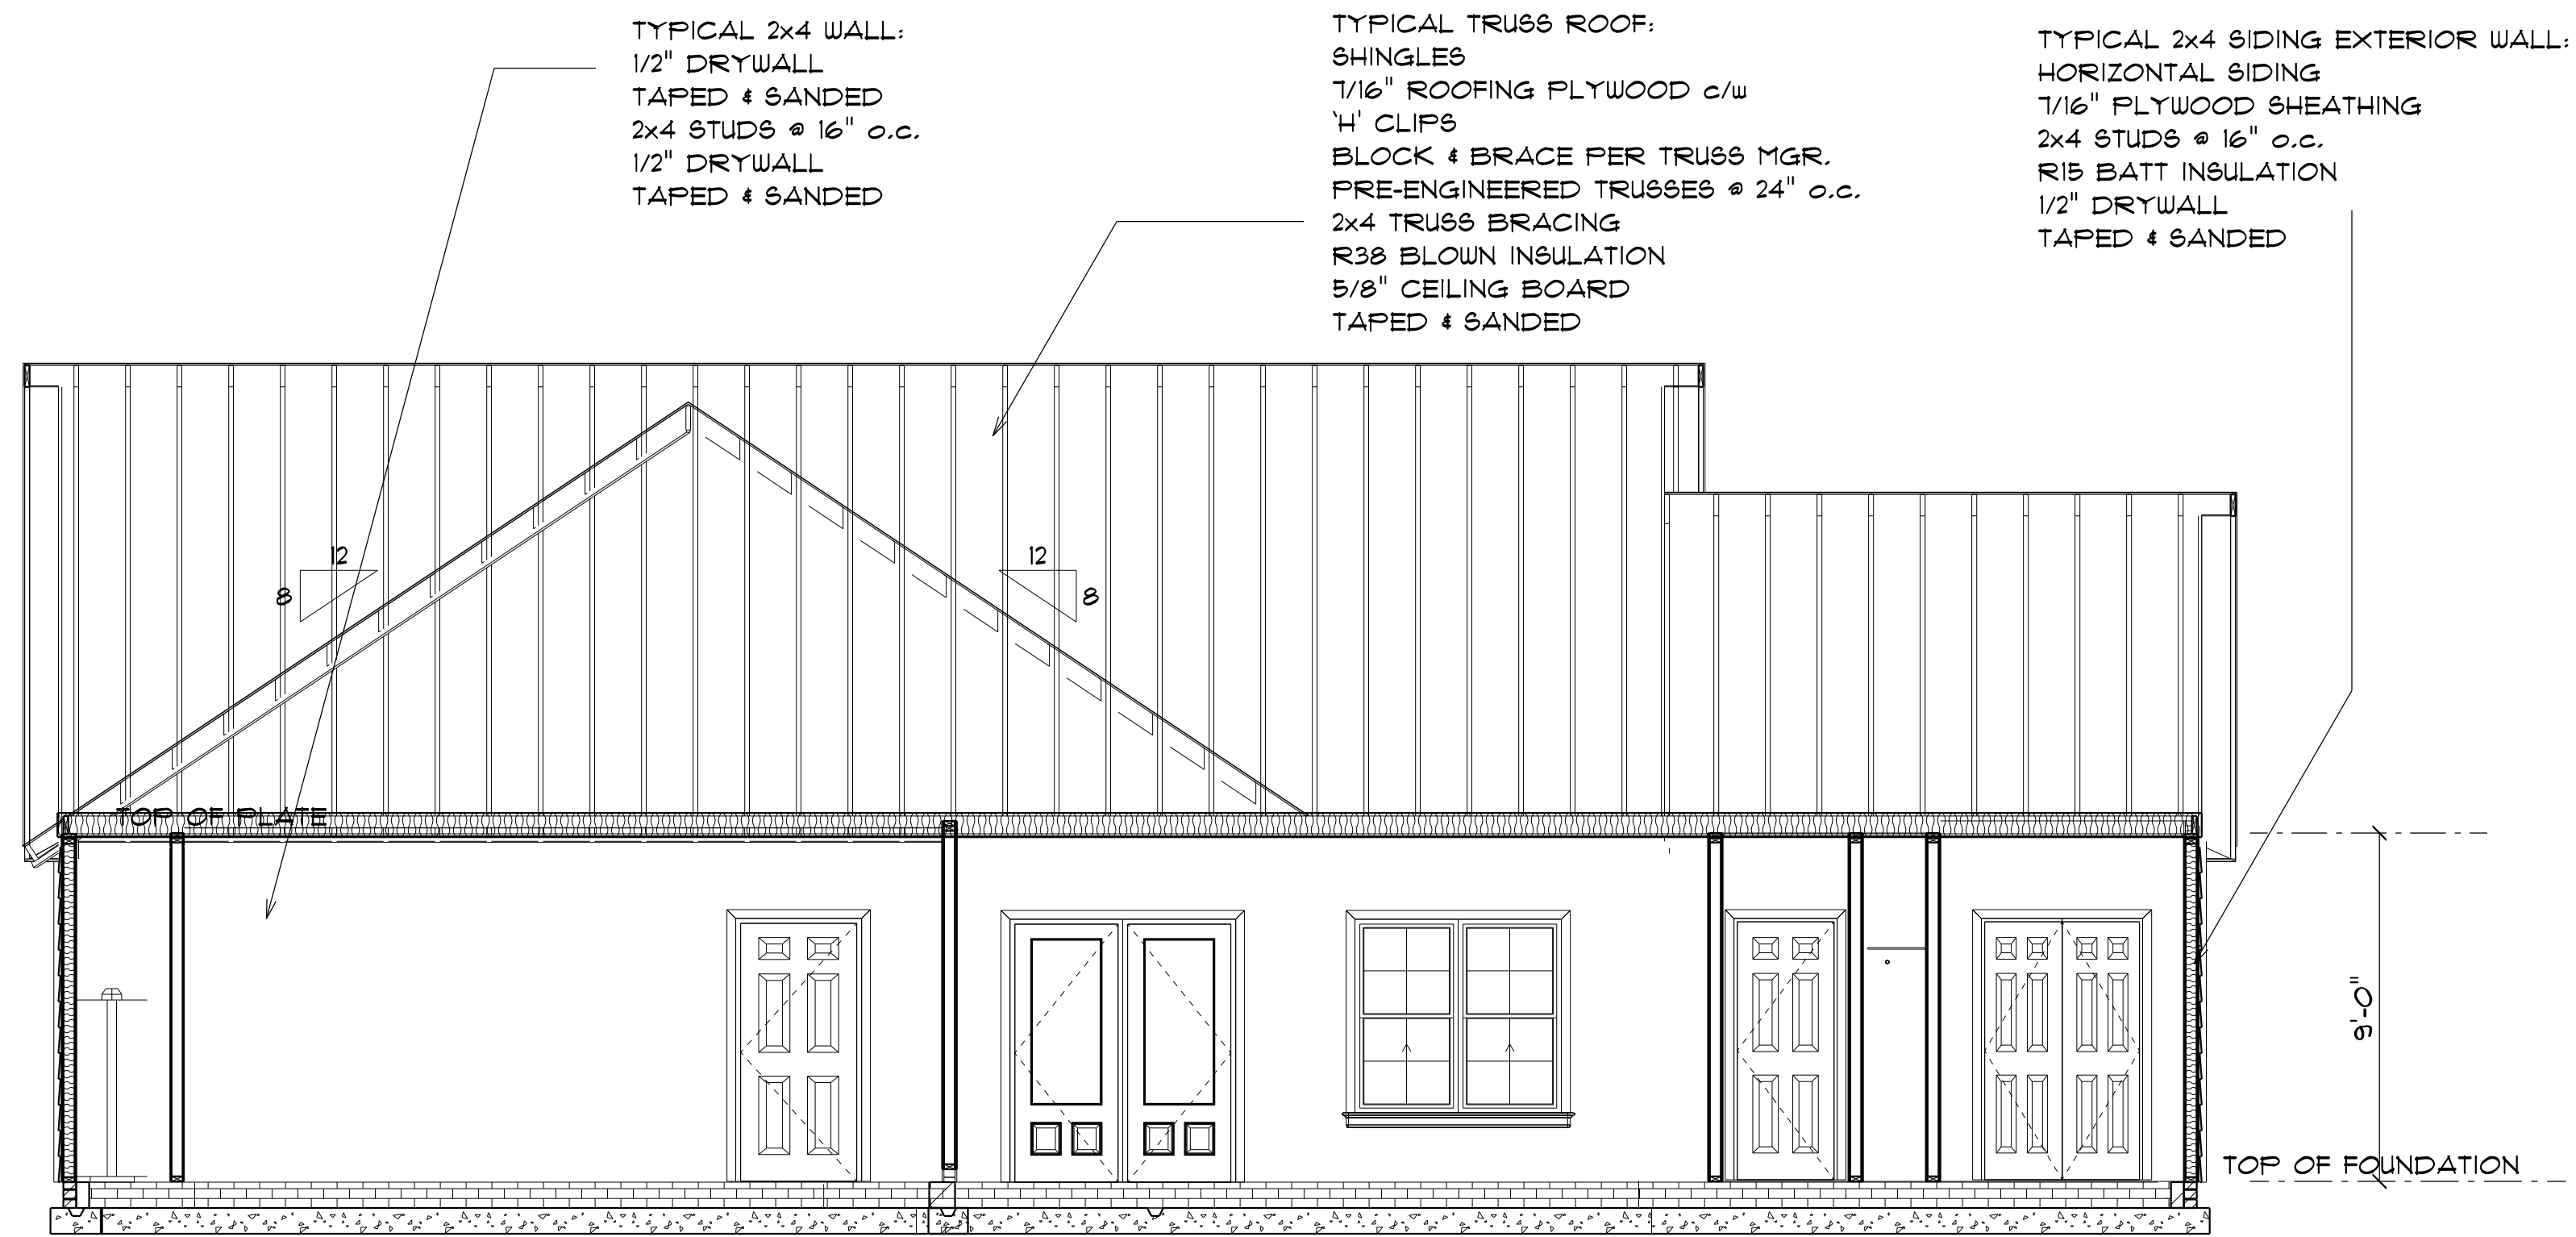 TYPICAL 2x4 WALL:
1/2" DRYWALL
TAPED & SANDED
2x4 STUDS @ 16" o.c.
1/2" DRYWALL
TAPED & SANDED
TYPICAL TRUSS ROOF:
SHINGLES
7/16" ROOFING PLYWOOD c/w
'H' CLIPS
BLOCK & BRACE PER TRUSS MGR.
PRE-ENGINEERED TRUSSES @ 24" o.c.
2x4 TRUSS BRACING
R38 BLOWN INSULATION
5/8" CEILING BOARD
TAPED & SANDED
TYPICAL 2x4 SIDING EXTERIOR WALL:
HORIZONTAL SIDING
7/16" PLYWOOD SHEATHING
2x4 STUDS @ 16" o.c.
R15 BATT INSULATION
1/2" DRYWALL
TAPED & SANDED
12
8
12
8
TOP OF PLATE
9'-0"
TOP OF FOUNDATION